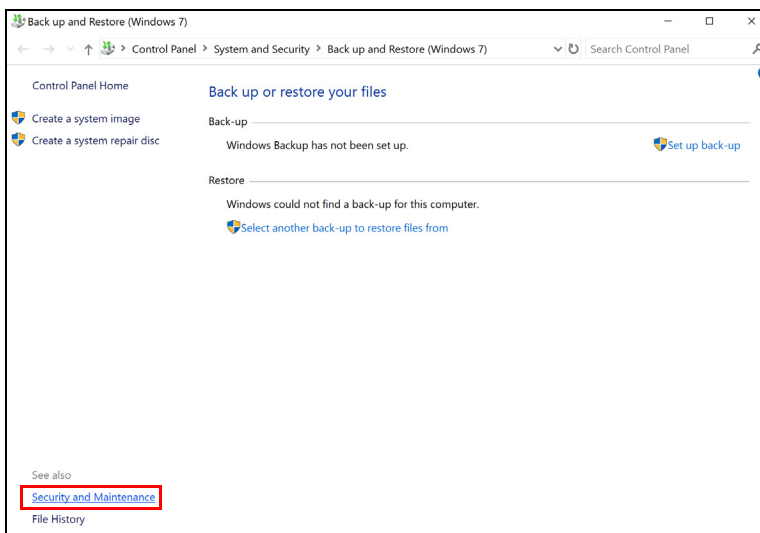 Back up and Restore (Windows 7)
Control Panel > System and Security > Back up and Restore (Windows 7)
Search Control Panel
Control Panel Home
Create a system image
Create a system repair disc
Back up or restore your files
Back-up
Windows Backup has not been set up.
Set up back-up
Restore
Windows could not find a back-up for this computer.
Select another back-up to restore files from
See also
Security and Maintenance
File History